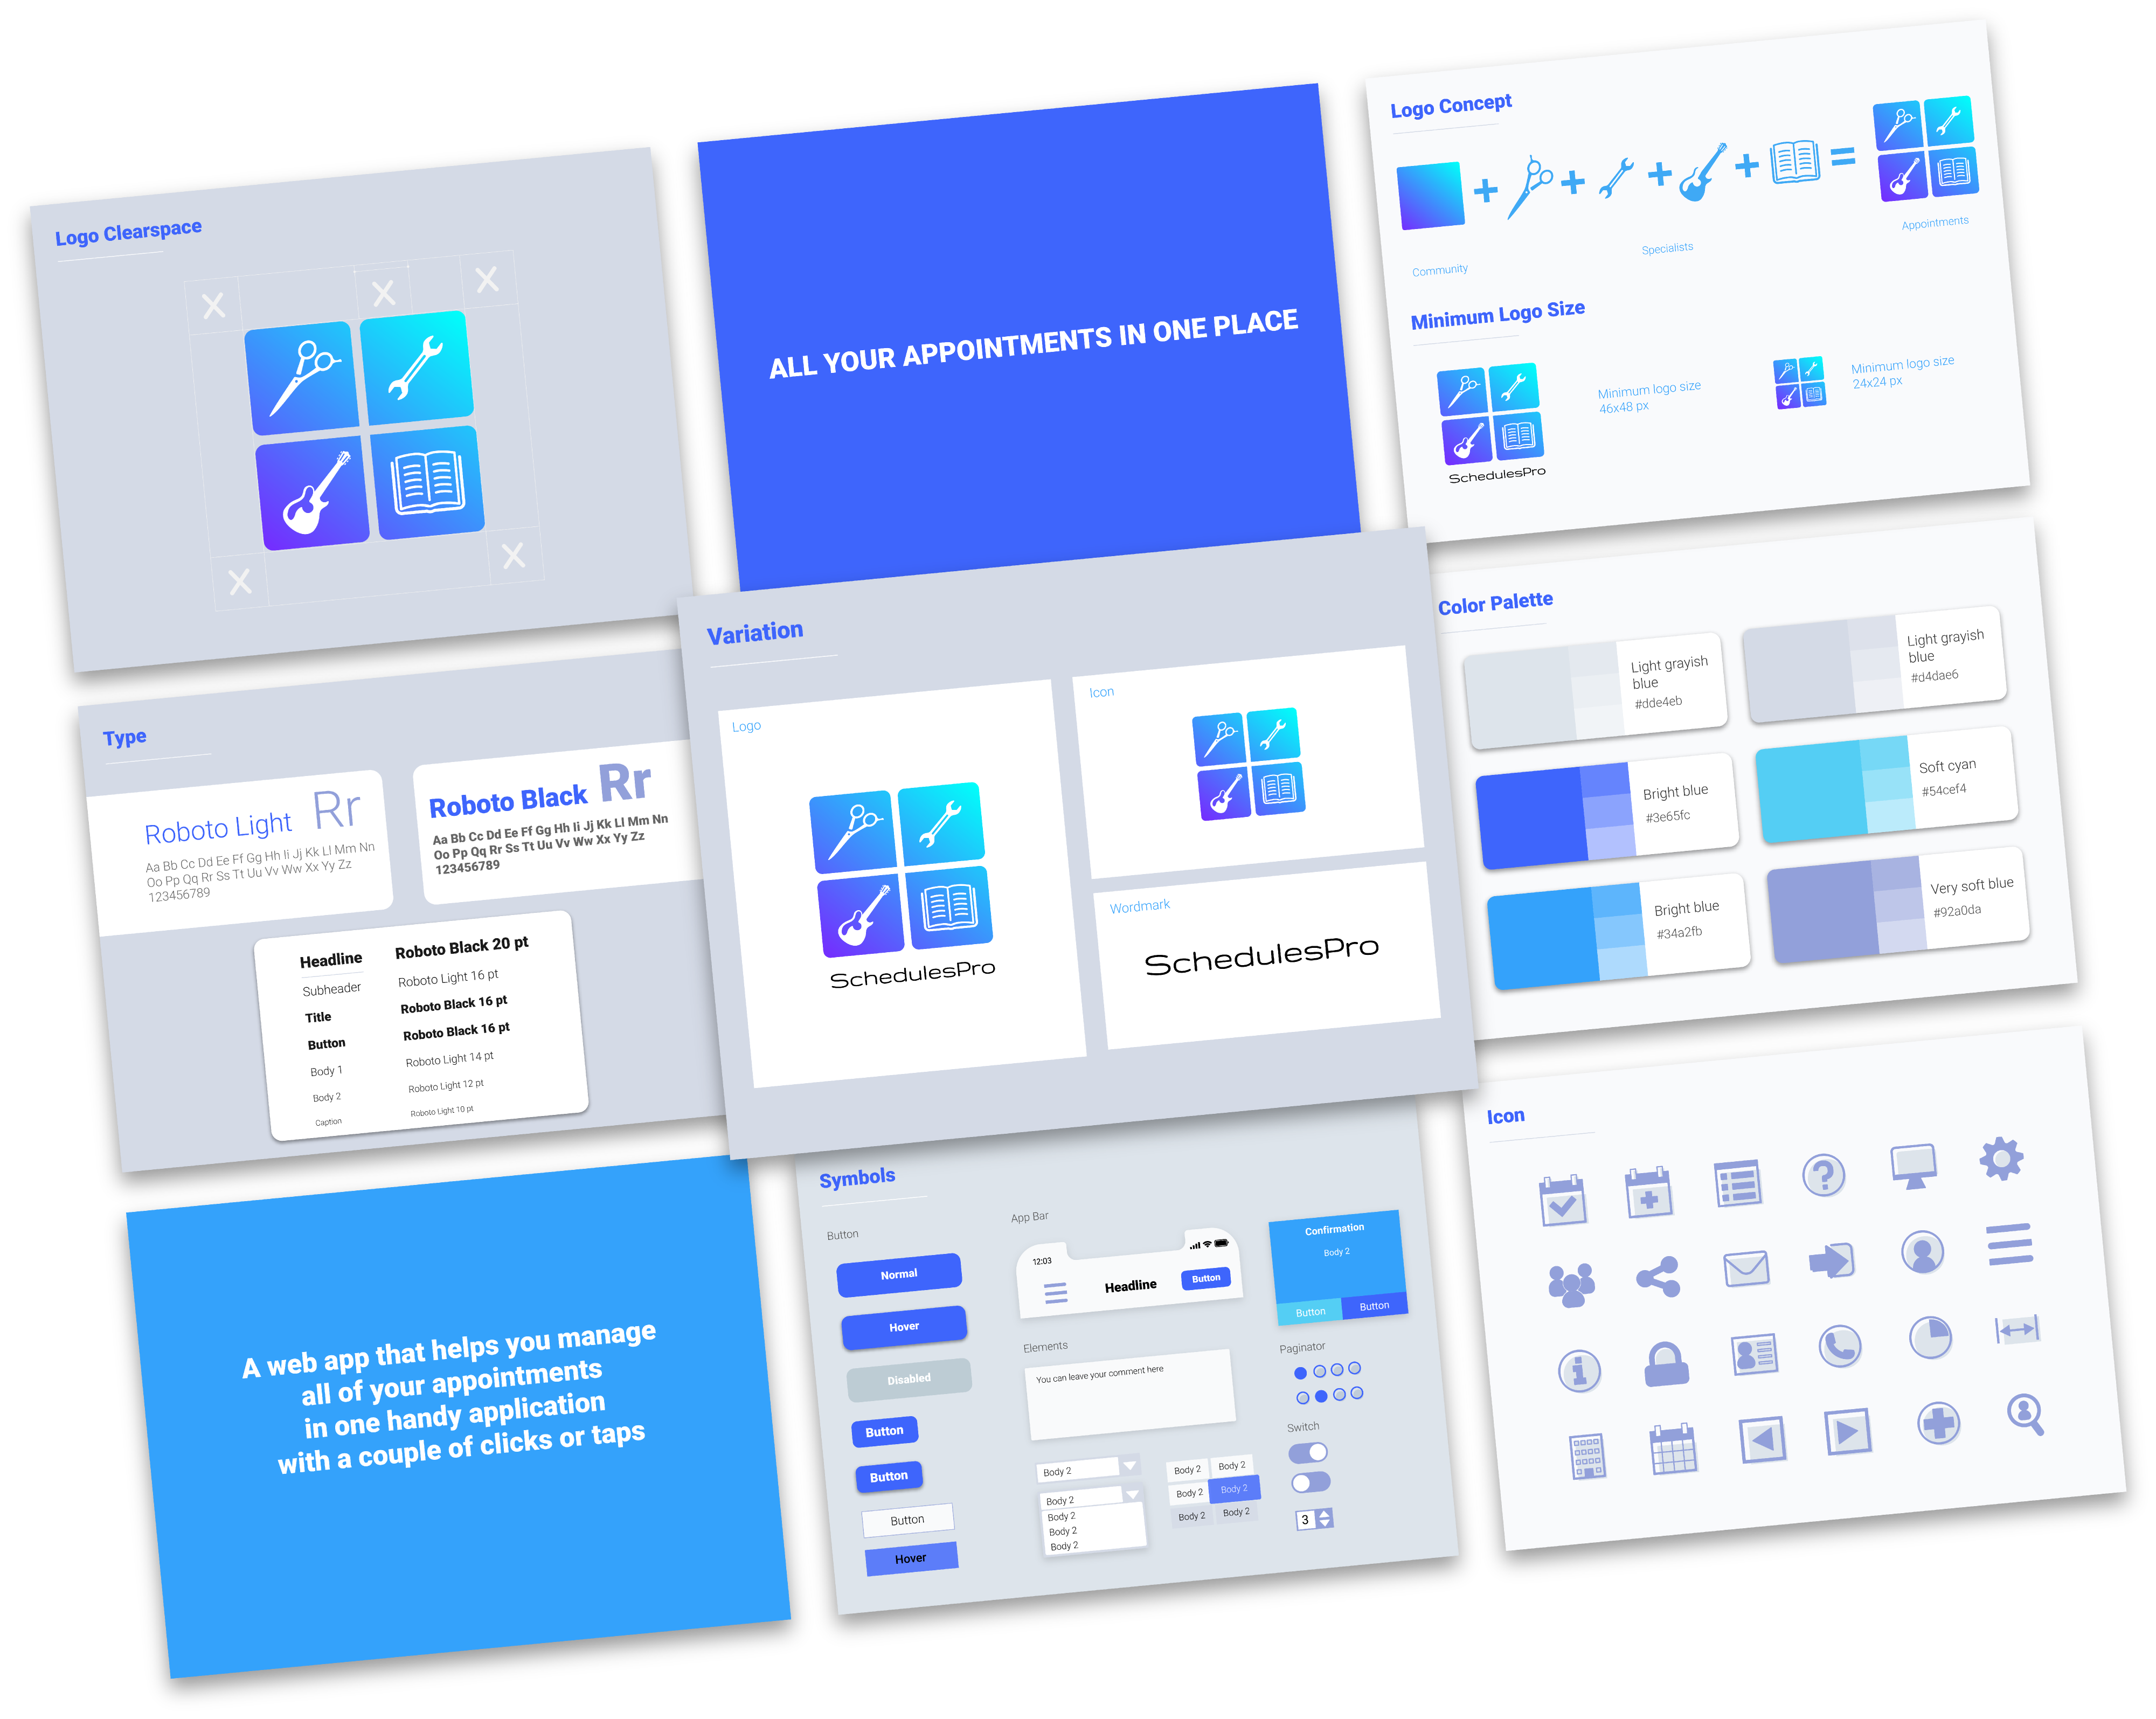 Logo Clearspace
ALL YOUR APPOINTMENTS IN ONE PLACE
Logo Concept
Community
Specialists
Appointments
Minimum Logo Size
SchedulesPro
Minimum logo size
46x48 px
Minimum logo size
24x24 px
Type
Roboto Light Rr
Aa Bb Cc Dd Ee Ff Gg Hh Ii Jj Kk Ll Mm Nn
Oo Pp Qq Rr Ss Tt Uu Vv Ww Xx Yy Zz
123456789
Roboto Black Rr
Aa Bb Cc Dd Ee Ff Gg Hh Ii Jj Kk Ll Mm Nn
Oo Pp Qq Rr Ss Tt Uu Vv Ww Xx Yy Zz
123456789
Headline Roboto Black 20 pt
Subheader Roboto Light 16 pt
Title Roboto Black 16 pt
Button Roboto Black 16 pt
Body 1 Roboto Light 14 pt
Body 2 Roboto Light 12 pt
Caption Roboto Light 10 pt
Variation
Logo
SchedulesPro
Icon
Wordmark
SchedulesPro
Color Palette
Light grayish
blue
#dde4eb
Light grayish
blue
#d4dae6
Bright blue
#3e65fc
Soft cyan
#54cef4
Bright blue
#34a2fb
Very soft blue
#92a0da
A web app that helps you manage
all of your appointments
in one handy application
with a couple of clicks or taps
Symbols
Button
Normal
Hover
Disabled
Button
Button
Button
Hover
App Bar
12:03
Headline
Button
Elements
You can leave your comment here
Body 2
Body 2
Body 2
Body 2
Body 2
Body 2 Body 2
Body 2 Body 2
Body 2 Body 2
Confirmation
Body 2
Button Button
Paginator
Switch
3
Icon